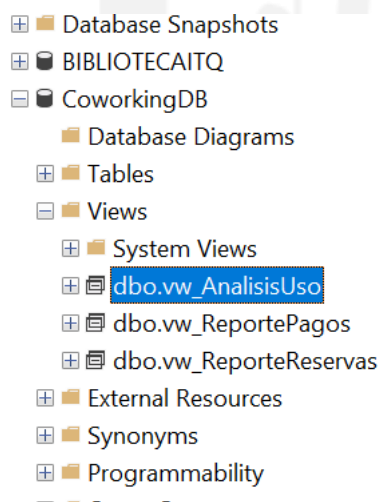 Database Snapshots
BIBLIOTECAITQ
CoworkingDB
Database Diagrams
Tables
Views
System Views
dbo.vw_AnalisisUso
dbo.vw_ReportePagos
dbo.vw_ReporteReservas
External Resources
Synonyms
Programmability